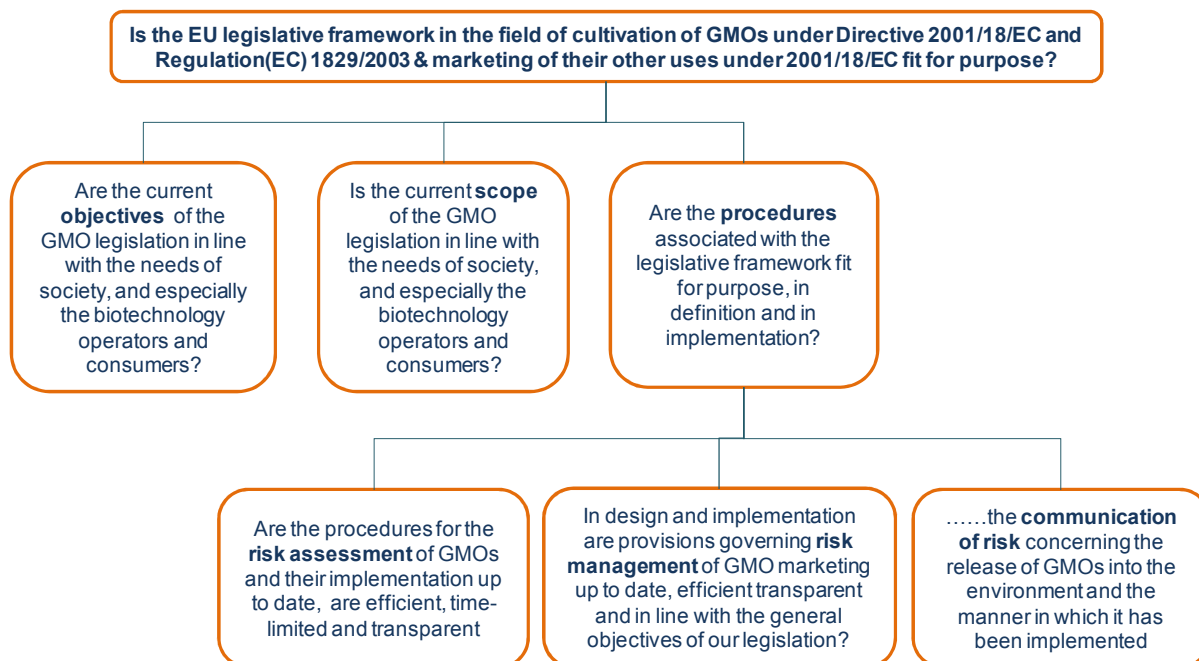 Is the EU legislative framework in the field of cultivation of GMOs under Directive 2001/18/EC and
Regulation(EC) 1829/2003 & marketing of their other uses under 2001/18/EC fit for purpose?
Are the current
objectives of the
GMO legislation in line
with the needs of
society, and especially
the biotechnology
operators and
consumers?
Is the current scope
of the GMO
legislation in line with
the needs of society,
and especially the
biotechnology
operators and
consumers?
Are the procedures
associated with the
legislative framework fit
for purpose, in
definition and in
implementation?
Are the procedures for the
risk assessment of GMOs
and their implementation up
to date, are efficient, time-
limited and transparent
In design and implementation
are provisions governing risk
management of GMO marketing
up to date, efficient transparent
and in line with the general
objectives of our legislation?
……the communication
of risk concerning the
release of GMOs into the
environment and the
manner in which it has
been implemented